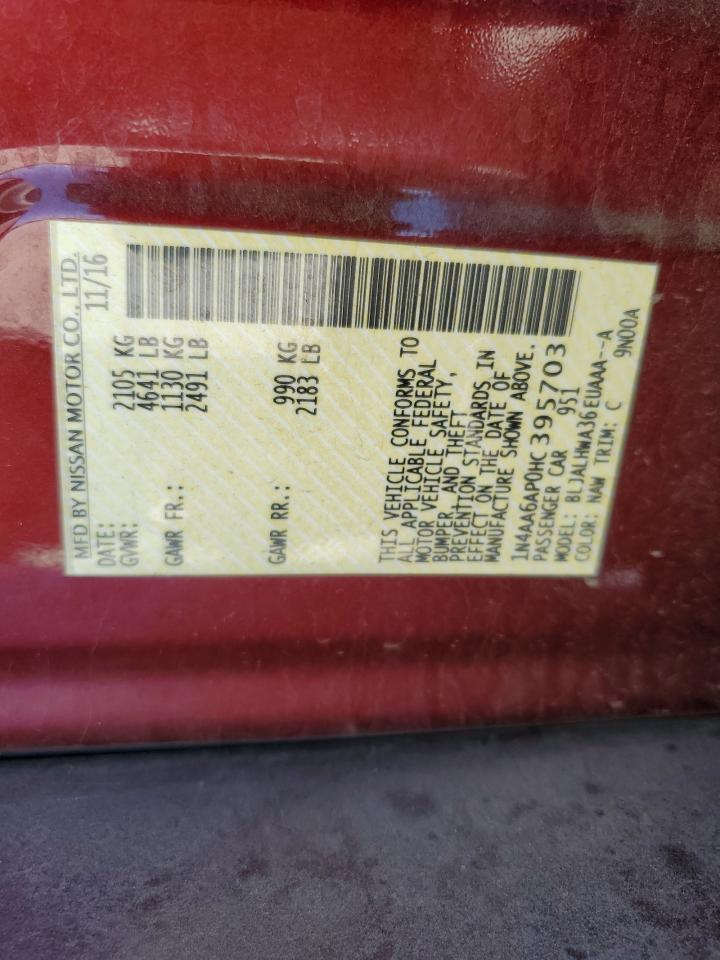 MFD BY NISSAN MOTOR CO., LTD.
DATE: 11/16
GVWR: 2105 KG
4641 LB
GAWR FR.: 1130 KG
2491 LB
GAWR RR.: 990 KG
2183 LB
THIS VEHICLE CONFORMS TO
ALL APPLICABLE FEDERAL
MOTOR VEHICLE SAFETY,
BUMPER, AND THEFT
PREVENTION STANDARDS IN
EFFECT ON THE DATE OF
MANUFACTURE SHOWN ABOVE.
1N4AA6AP0HC395703
PASSENGER CAR 951
MODEL: BLJALHWA36EUAAA--A
COLOR: NAW TRIM: C 9N00A